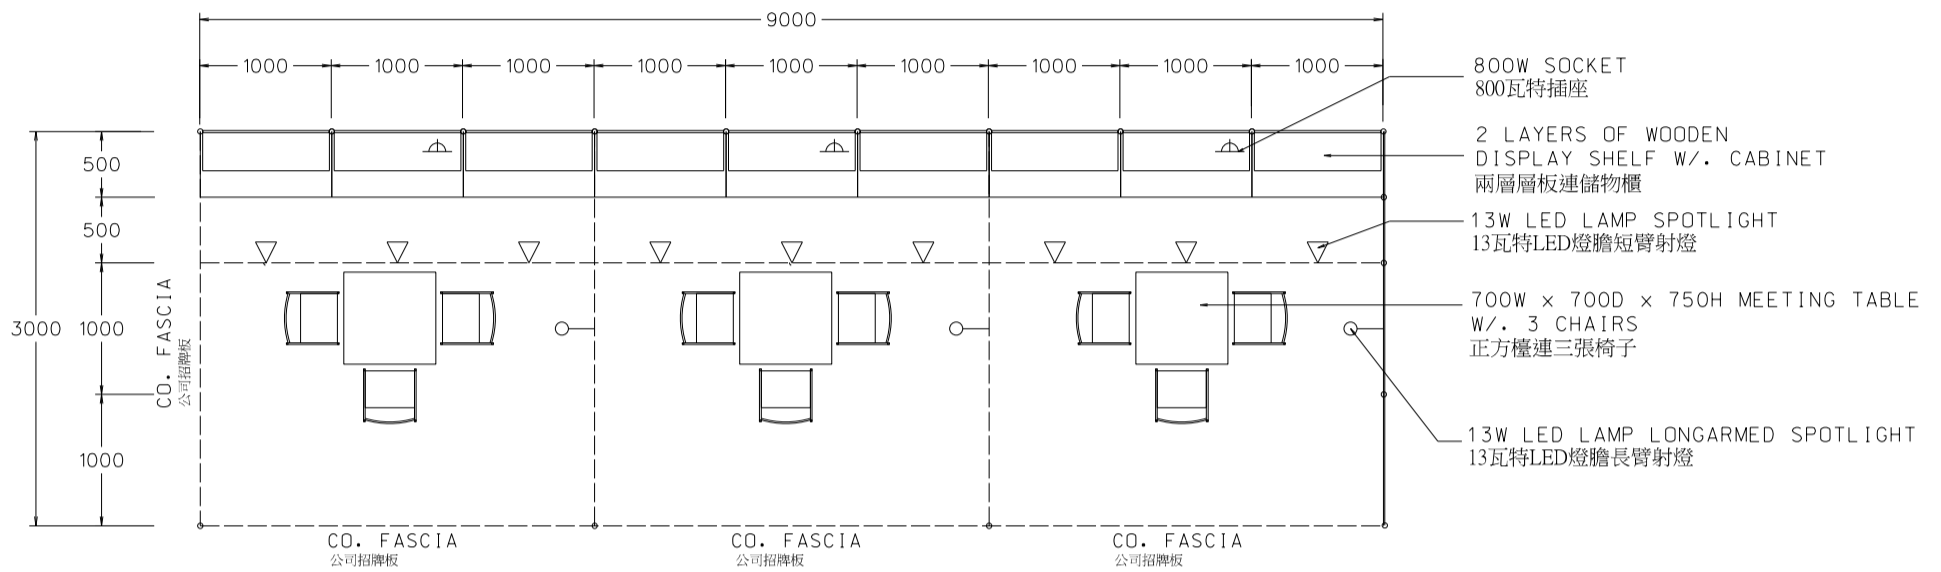 9000
1000 1000 1000 1000 1000 1000 1000 1000 1000
800W SOCKET
800瓦特插座
2 LAYERS OF WOODEN
DISPLAY SHELF W/. CABINET
兩層層板連儲物櫃
13W LED LAMP SPOTLIGHT
13瓦特LED燈膽短臂射燈
700W x 700D x 750H MEETING TABLE
W/. 3 CHAIRS
正方檯連三張椅子
13W LED LAMP LONGARMED SPOTLIGHT
13瓦特LED燈膽長臂射燈
3000
500
500
1000
1000
CO. FASCIA
公司招牌板
CO. FASCIA
公司招牌板
CO. FASCIA
公司招牌板
CO. FASCIA
公司招牌板